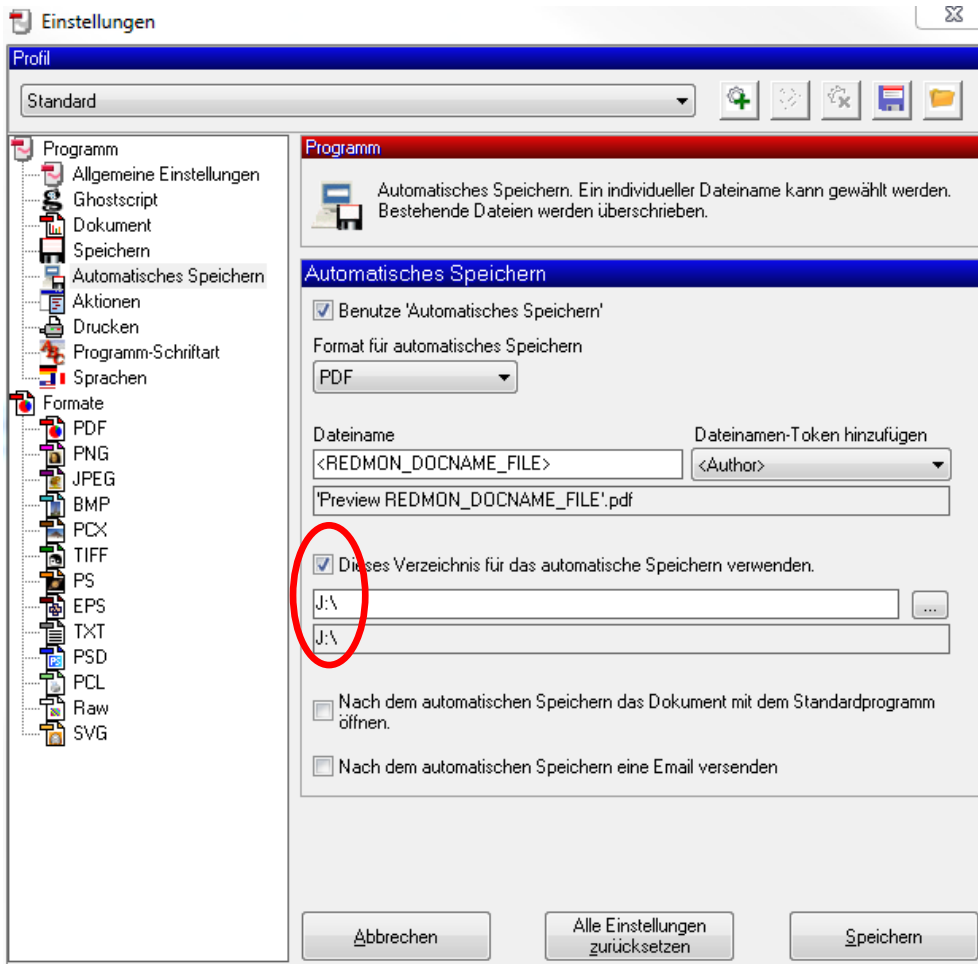 Einstellungen
Profil
Standard
Programm
Allgemeine Einstellungen
Ghostscript
Dokument
Speichern
Automatisches Speichern
Aktionen
Drucken
Programm-Schriftart
Sprachen
Formate
PDF
PNG
JPEG
BMP
PCX
TIFF
PS
EPS
TXT
PSD
PCL
Raw
SVG
Programm
Automatisches Speichern. Ein individueller Dateiname kann gewählt werden.
Bestehende Dateien werden überschrieben.
Automatisches Speichern
Benutze 'Automatisches Speichern'
Format für automatisches Speichern
PDF
Dateiname
Dateinamen-Token hinzufügen
<REDMON_DOCNAME_FILE>
<Author>
'Preview REDMON_DOCNAME_FILE'.pdf
Dieses Verzeichnis für das automatische Speichern verwenden.
J:\
...
J:\
Nach dem automatischen Speichern das Dokument mit dem Standardprogramm
öffnen.
Nach dem automatischen Speichern eine Email versenden
Abbrechen
Alle Einstellungen
zurücksetzen
Speichern